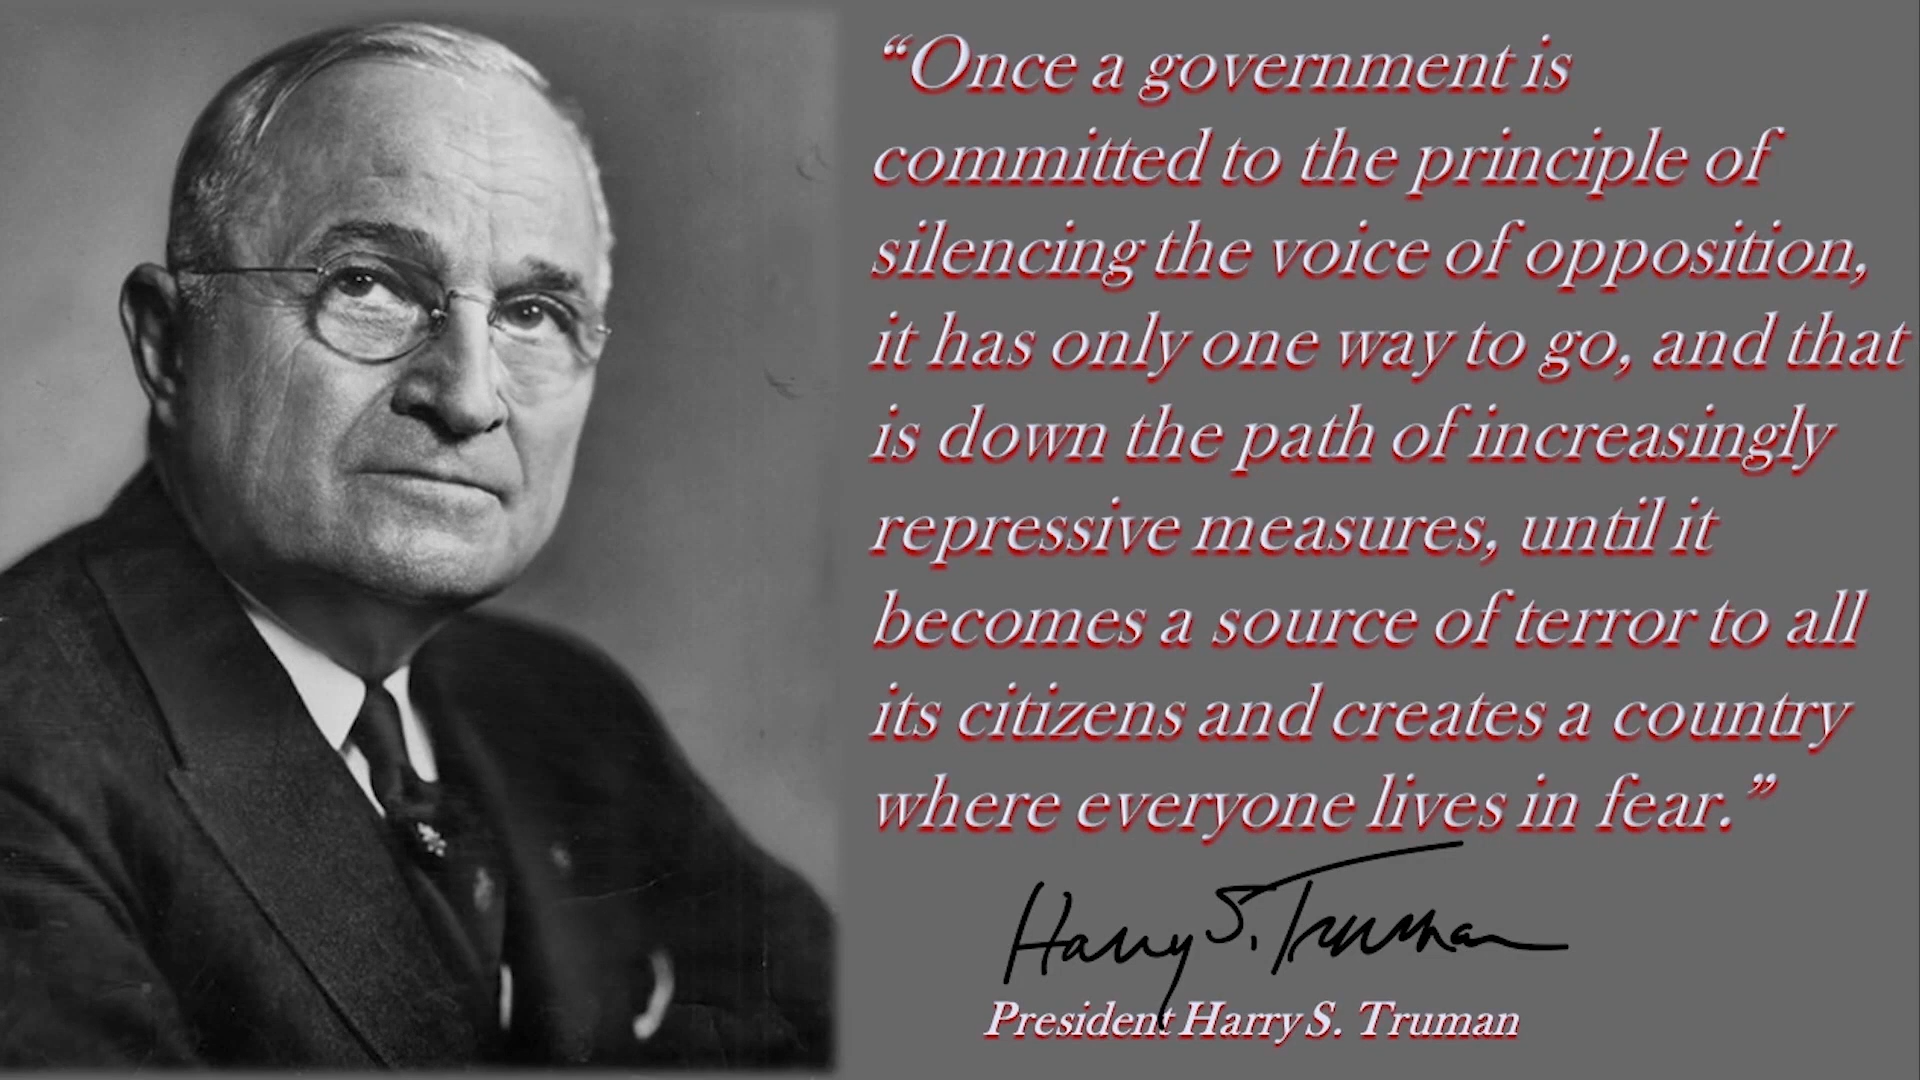 “Once a government is
committed to the principle of
silencing the voice of opposition,
it has only one way to go, and that
is down the path of increasingly
repressive measures, until it
becomes a source of terror to all
its citizens and creates a country
where everyone lives in fear.”
Harry S. Truman
President Harry S. Truman